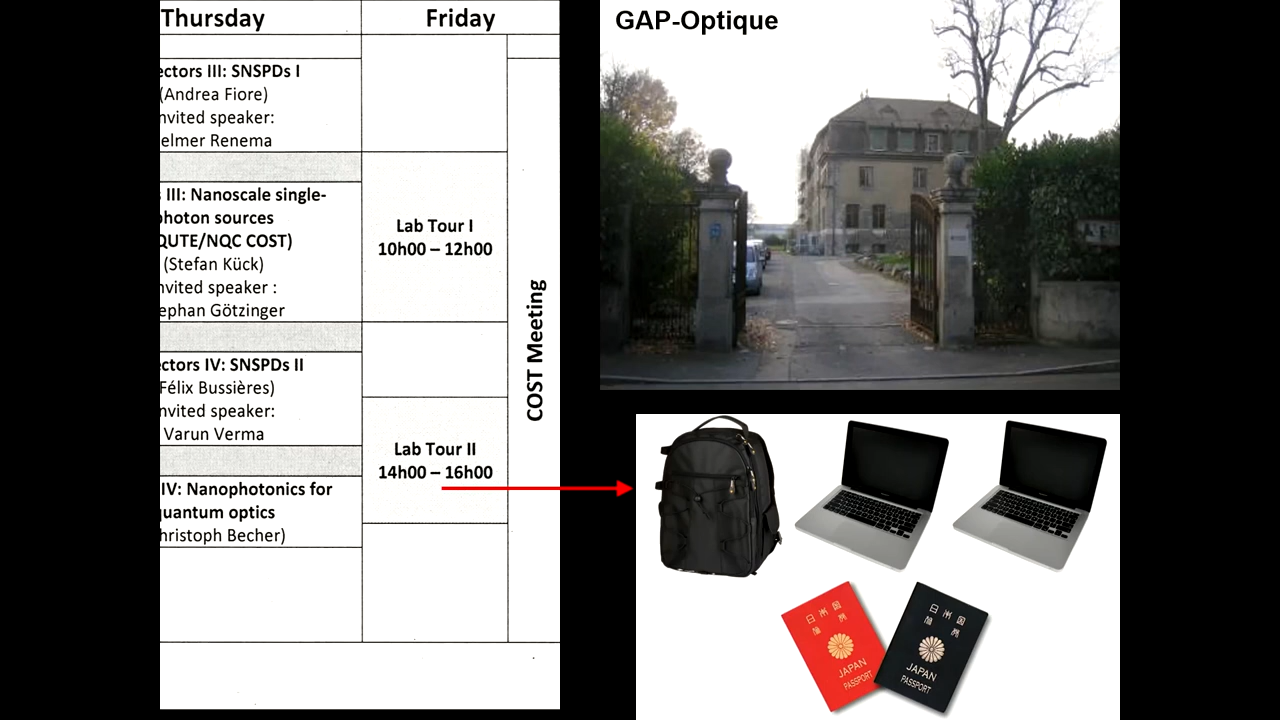 Thursday
Friday
ectors III: SNSPDs I
(Andrea Fiore)
nvited speaker:
elmer Renema
s III: Nanoscale single-
photon sources
QUTE/NQC COST)
(Stefan Kück)
nvited speaker :
ephan Götzinger
ectors IV: SNSPDs II
Félix Bussières)
nvited speaker:
Varun Verma
IV: Nanophotonics for
quantum optics
hristoph Becher)
Lab Tour I
10h00 – 12h00
Lab Tour II
14h00 – 16h00
COST Meeting
GAP-Optique
日本国
旅券
JAPAN
PASSPORT
日本国
旅券
JAPAN
PASSPORT